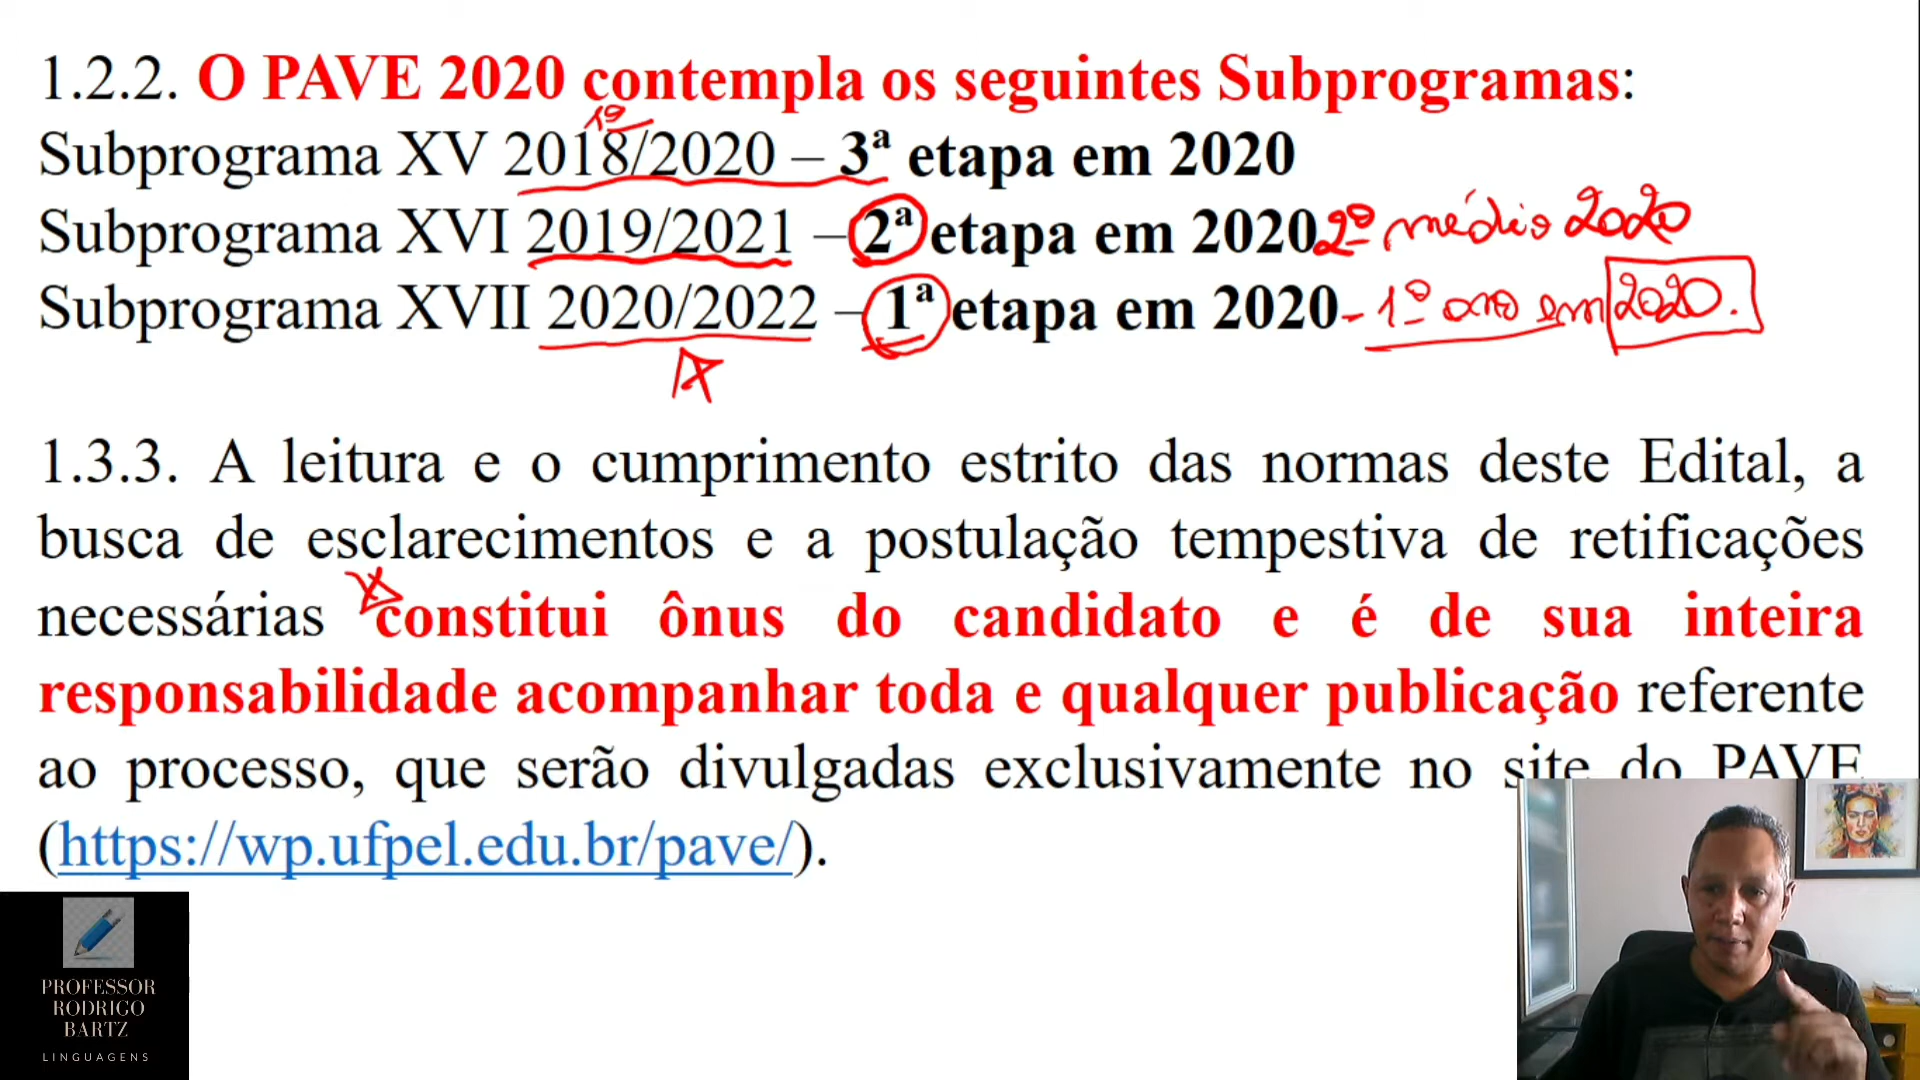 1.2.2. O PAVE 2020 contempla os seguintes Subprogramas:
1º
Subprograma XV 2018/2020 – 3ª etapa em 2020
Subprograma XVI 2019/2021 – 2ª etapa em 2020 2º médio 2020
Subprograma XVII 2020/2022 – 1ª etapa em 2020 - 1º ano em 2020.
1.3.3. A leitura e o cumprimento estrito das normas deste Edital, a
busca de esclarecimentos e a postulação tempestiva de retificações
necessárias constitui ônus do candidato e é de sua inteira
responsabilidade acompanhar toda e qualquer publicação referente
ao processo, que serão divulgadas exclusivamente no site do PAVE
(https://wp.ufpel.edu.br/pave/).
PROFESSOR
RODRIGO
BARTZ
LINGUAGENS